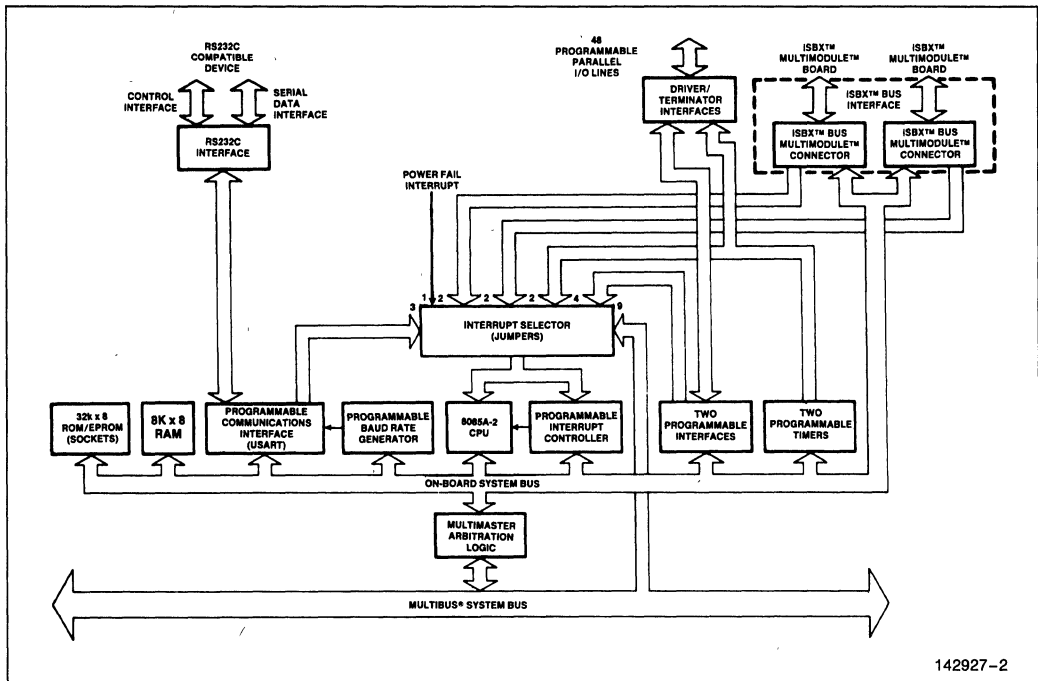 RS232C
COMPATIBLE
DEVICE
CONTROL
INTERFACE
SERIAL
DATA
INTERFACE
RS232C
INTERFACE
48
PROGRAMMABLE
PARALLEL
I/O LINES
DRIVER/
TERMINATOR
INTERFACES
iSBX™
MULTIMODULE™
BOARD
iSBX™
MULTIMODULE™
BOARD
iSBX™ BUS
INTERFACE
iSBX™ BUS
MULTIMODULE™
CONNECTOR
iSBX™ BUS
MULTIMODULE™
CONNECTOR
POWER FAIL
INTERRUPT
3
1
2
2
2
4
9
INTERRUPT SELECTOR
(JUMPERS)
32k x 8
ROM/EPROM
(SOCKETS)
8K x 8
RAM
PROGRAMMABLE
COMMUNICATIONS
INTERFACE
(USART)
PROGRAMMABLE
BAUD RATE
GENERATOR
8085A-2
CPU
PROGRAMMABLE
INTERRUPT
CONTROLLER
TWO
PROGRAMMABLE
INTERFACES
TWO
PROGRAMMABLE
TIMERS
ON-BOARD SYSTEM BUS
MULTIMASTER
ARBITRATION
LOGIC
MULTIBUS® SYSTEM BUS
142927-2